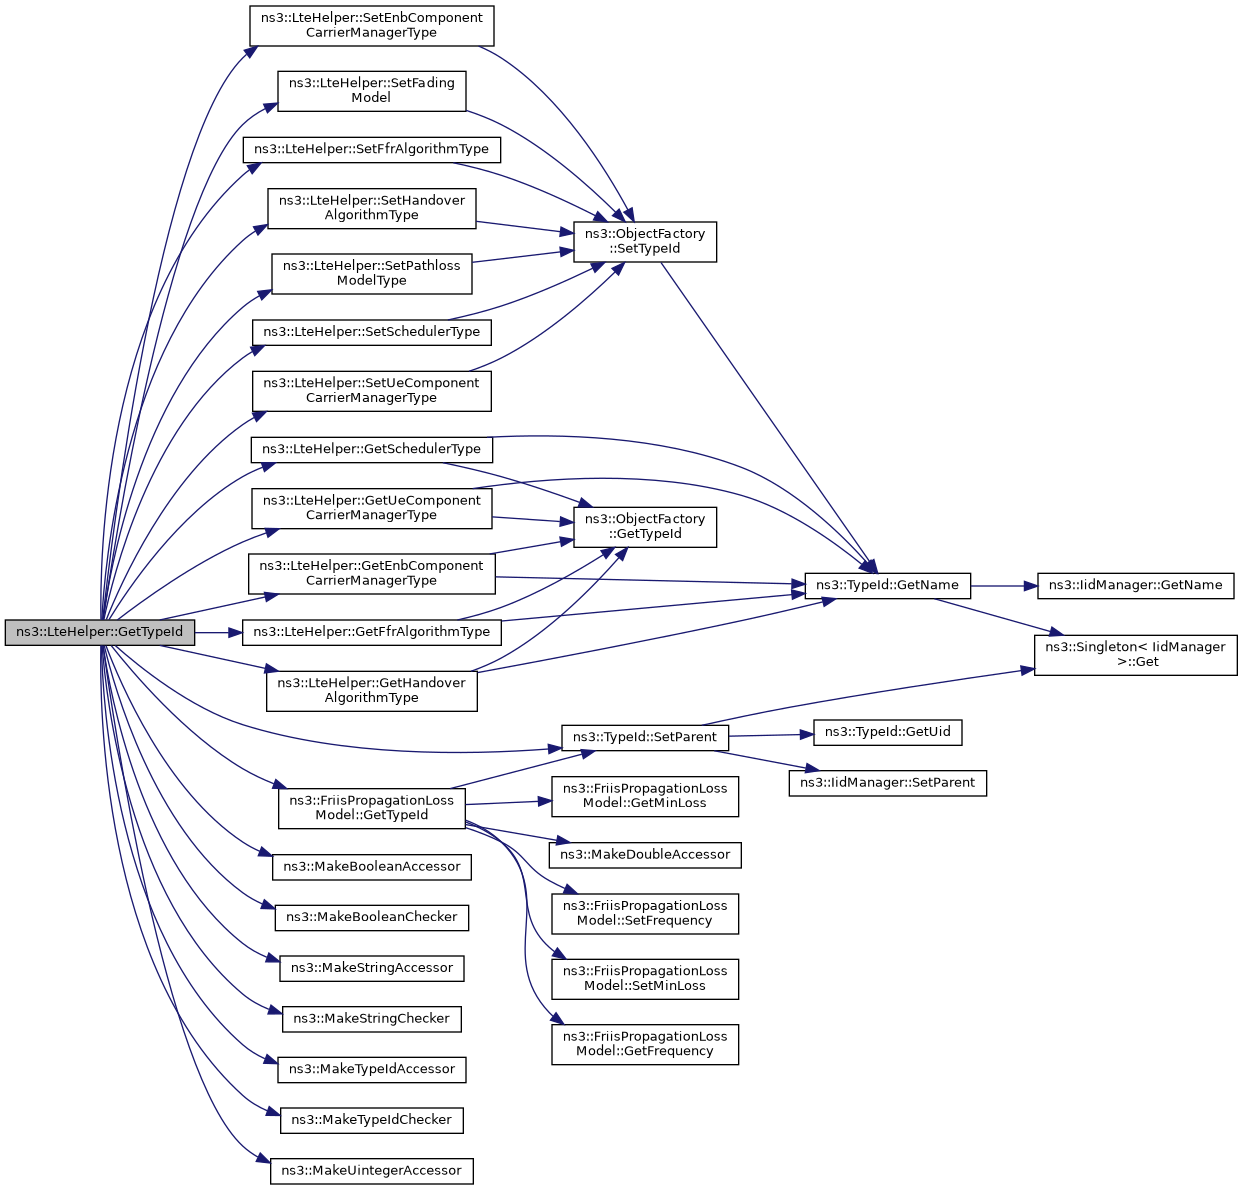 ns3::LteHelper::GetTypeId
ns3::LteHelper::SetEnbComponent
CarrierManagerType
ns3::LteHelper::SetFading
Model
ns3::LteHelper::SetFfrAlgorithmType
ns3::LteHelper::SetHandover
AlgorithmType
ns3::LteHelper::SetPathloss
ModelType
ns3::LteHelper::SetSchedulerType
ns3::LteHelper::SetUeComponent
CarrierManagerType
ns3::LteHelper::GetSchedulerType
ns3::LteHelper::GetUeComponent
CarrierManagerType
ns3::LteHelper::GetEnbComponent
CarrierManagerType
ns3::LteHelper::GetFfrAlgorithmType
ns3::LteHelper::GetHandover
AlgorithmType
ns3::FriisPropagationLoss
Model::GetTypeId
ns3::MakeBooleanAccessor
ns3::MakeBooleanChecker
ns3::MakeStringAccessor
ns3::MakeStringChecker
ns3::MakeTypeIdAccessor
ns3::MakeTypeIdChecker
ns3::MakeUintegerAccessor
ns3::ObjectFactory
::SetTypeId
ns3::ObjectFactory
::GetTypeId
ns3::TypeId::SetParent
ns3::FriisPropagationLoss
Model::GetMinLoss
ns3::MakeDoubleAccessor
ns3::FriisPropagationLoss
Model::SetFrequency
ns3::FriisPropagationLoss
Model::SetMinLoss
ns3::FriisPropagationLoss
Model::GetFrequency
ns3::TypeId::GetName
ns3::TypeId::GetUid
ns3::IidManager::SetParent
ns3::IidManager::GetName
ns3::Singleton< IidManager
>::Get